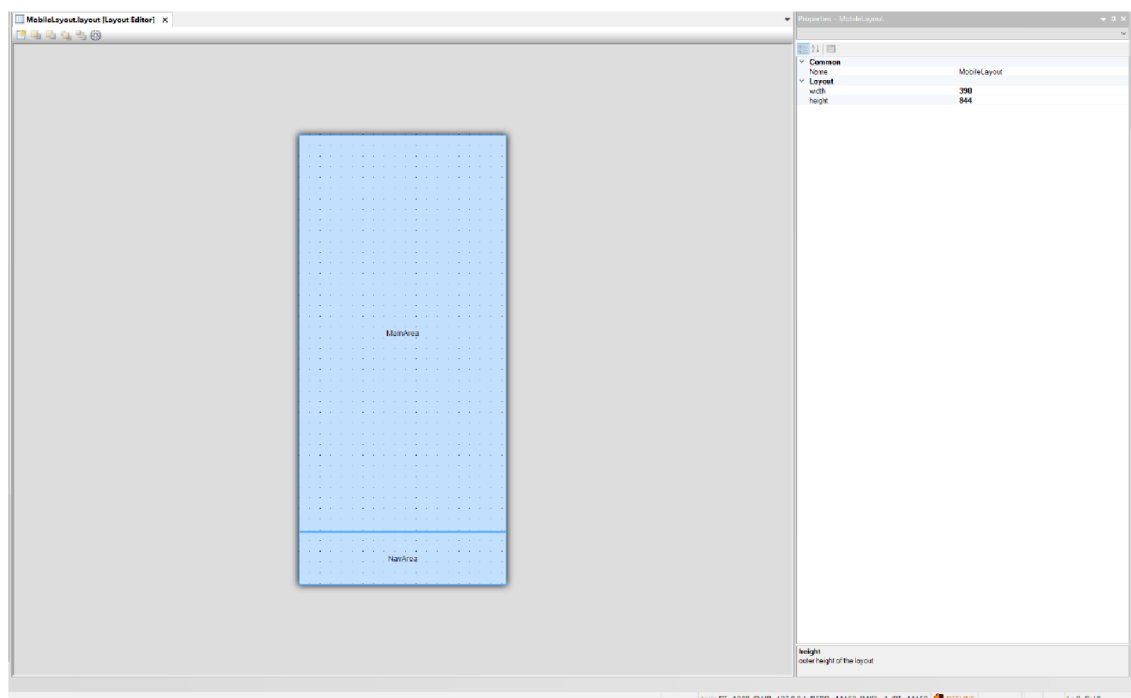 MobileLayout.layout [Layout Editor] ×
Properties - MobileLayout
Common
Name MobileLayout
Layout
width 390
height 844
MainArea
NavArea
height
outer height of the layout
OFFLINE